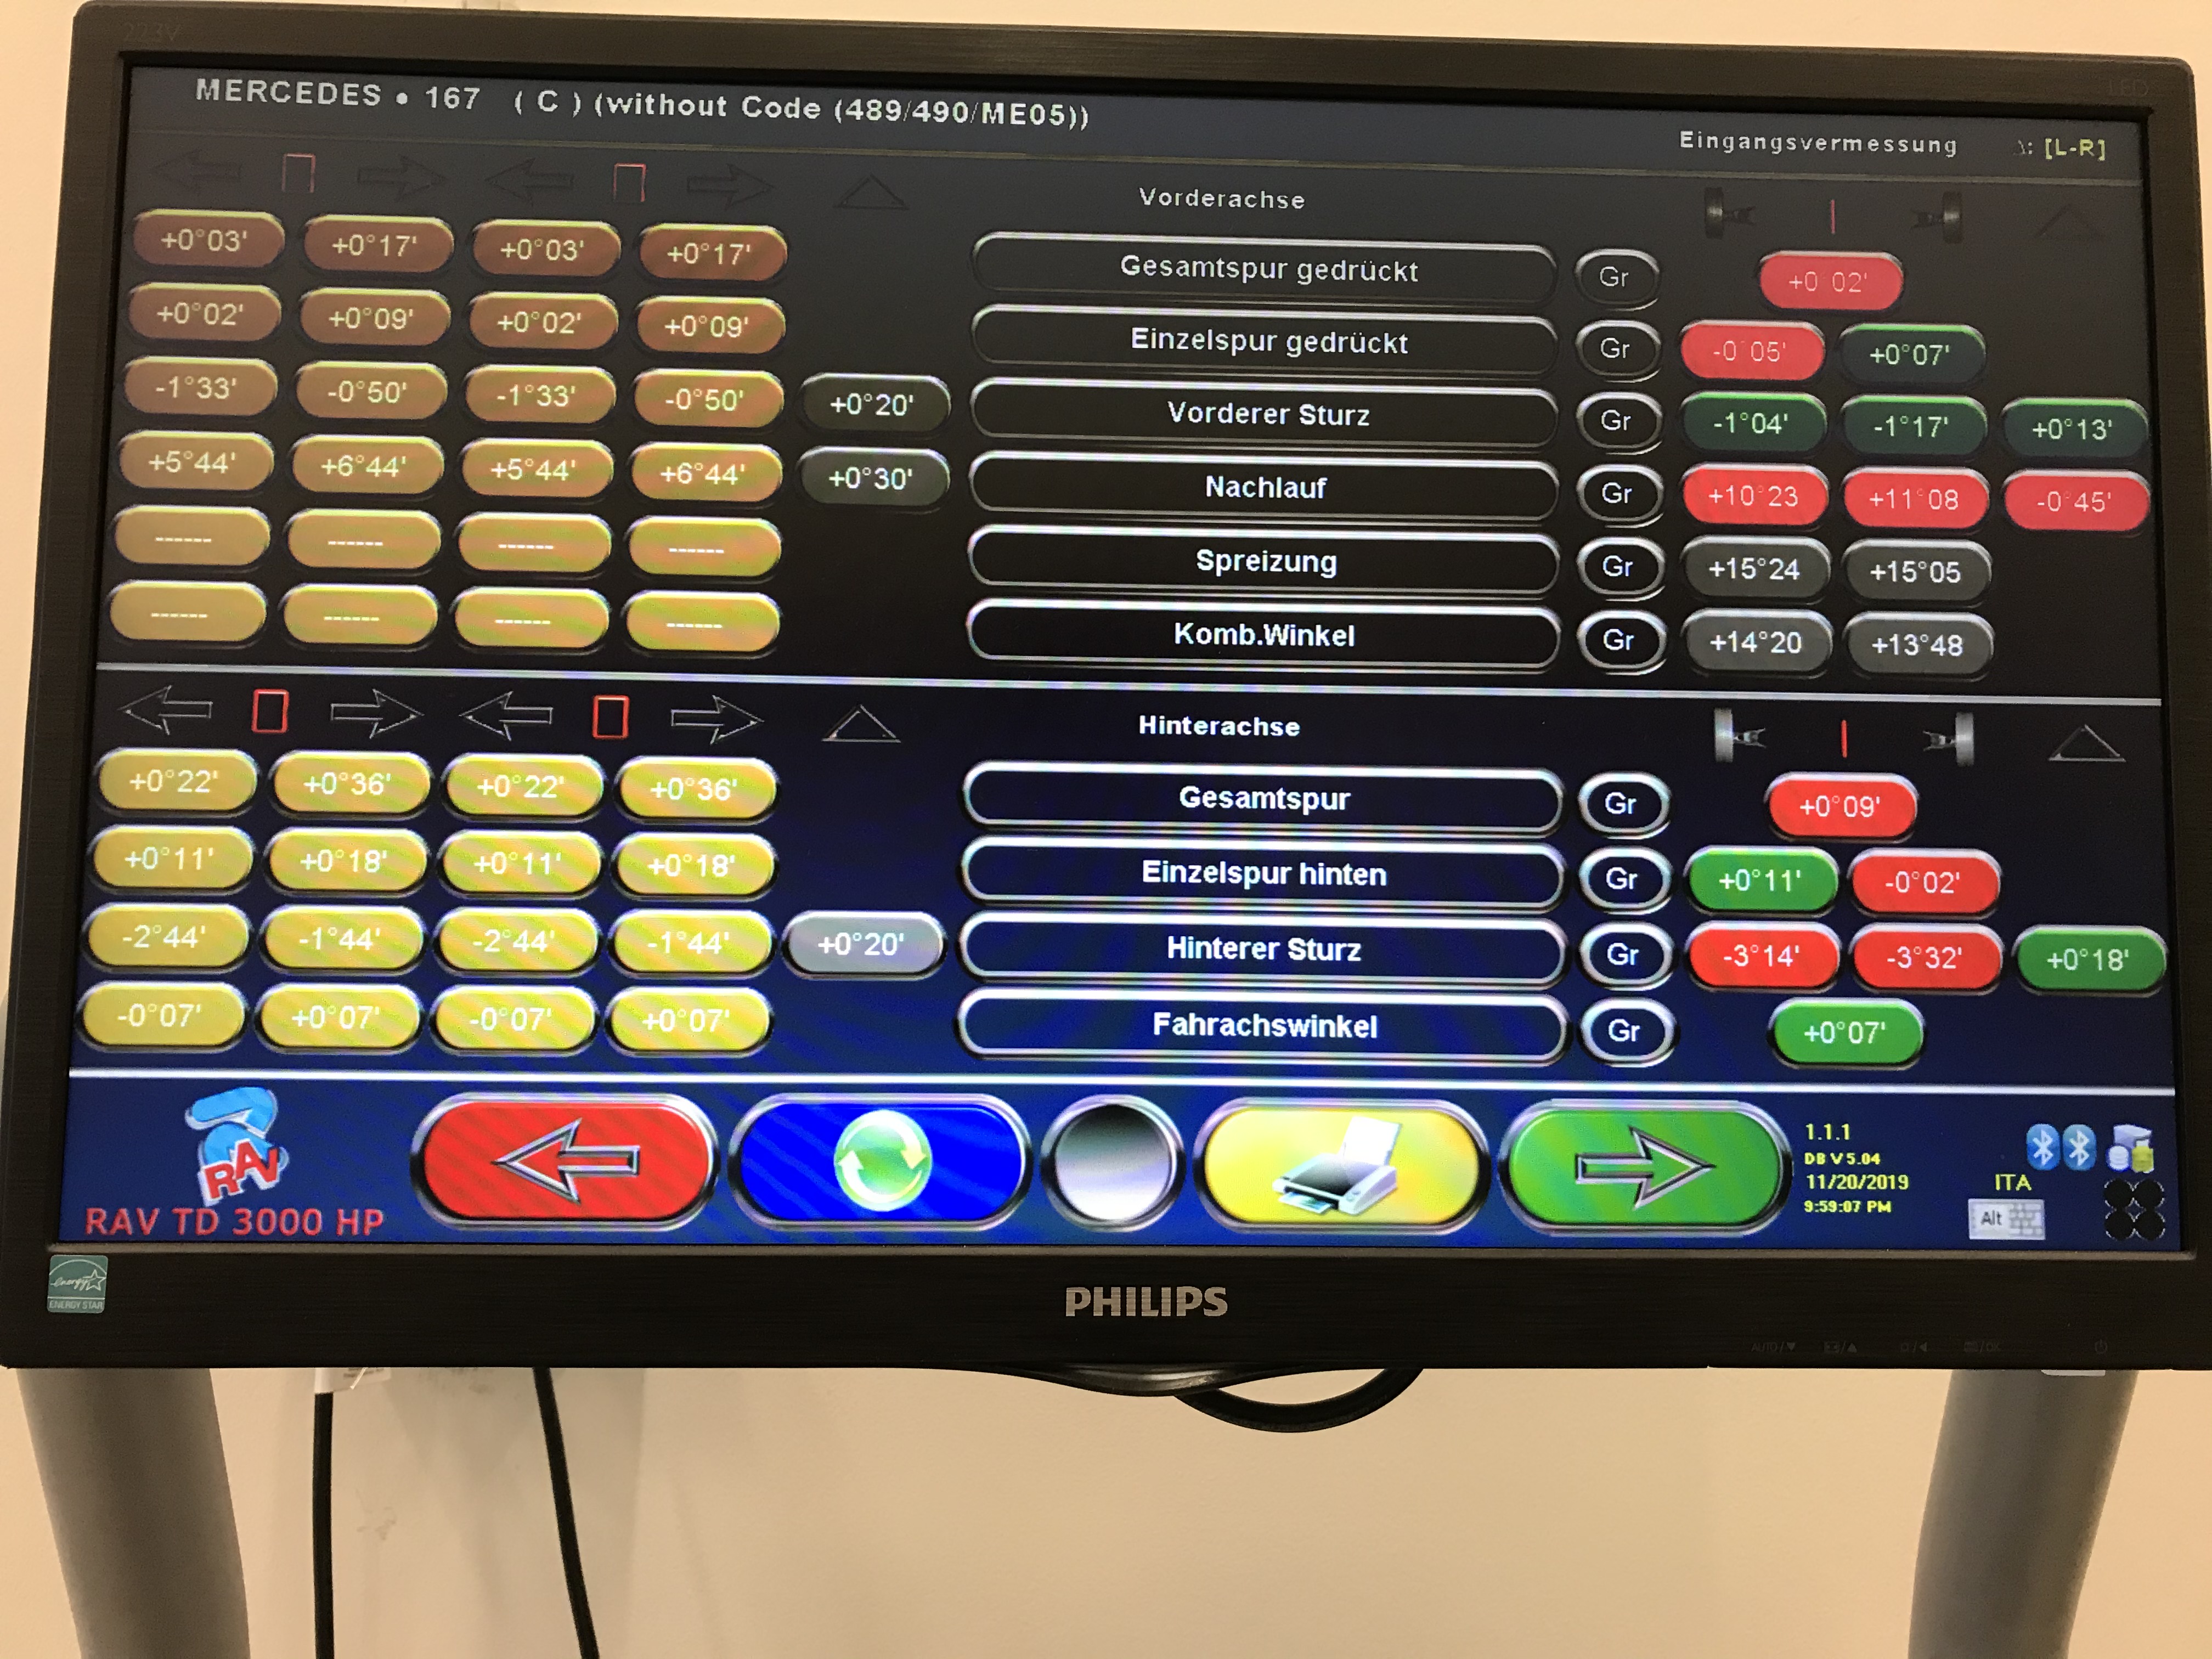 MERCEDES • 167 ( C ) (without Code (489/490/ME05))
Eingangsvermessung [L-R]
Vorderachse
+0°03' +0°17' +0°03' +0°17' Gesamtspur gedrückt Gr +0°02'
+0°02' +0°09' +0°02' +0°09' Einzelspur gedrückt Gr -0°05' +0°07'
-1°33' -0°50' -1°33' -0°50' +0°20' Vorderer Sturz Gr -1°04' -1°17' +0°13'
+5°44' +6°44' +5°44' +6°44' +0°30' Nachlauf Gr +10°23 +11°08 -0°45'
------ ------ ------ ------ Spreizung Gr +15°24 +15°05
------ ------ ------ ------ Komb.Winkel Gr +14°20 +13°48
Hinterachse
+0°22' +0°36' +0°22' +0°36' Gesamtspur Gr +0°09'
+0°11' +0°18' +0°11' +0°18' Einzelspur hinten Gr +0°11' -0°02'
-2°44' -1°44' -2°44' -1°44' +0°20' Hinterer Sturz Gr -3°14' -3°32' +0°18'
-0°07' +0°07' -0°07' +0°07' Fahrachswinkel Gr +0°07'
RAV
RAV TD 3000 HP
1.1.1
DB V 5.04
11/20/2019
9:59:07 PM
ITA
Alt
energy
ENERGY STAR
PHILIPS